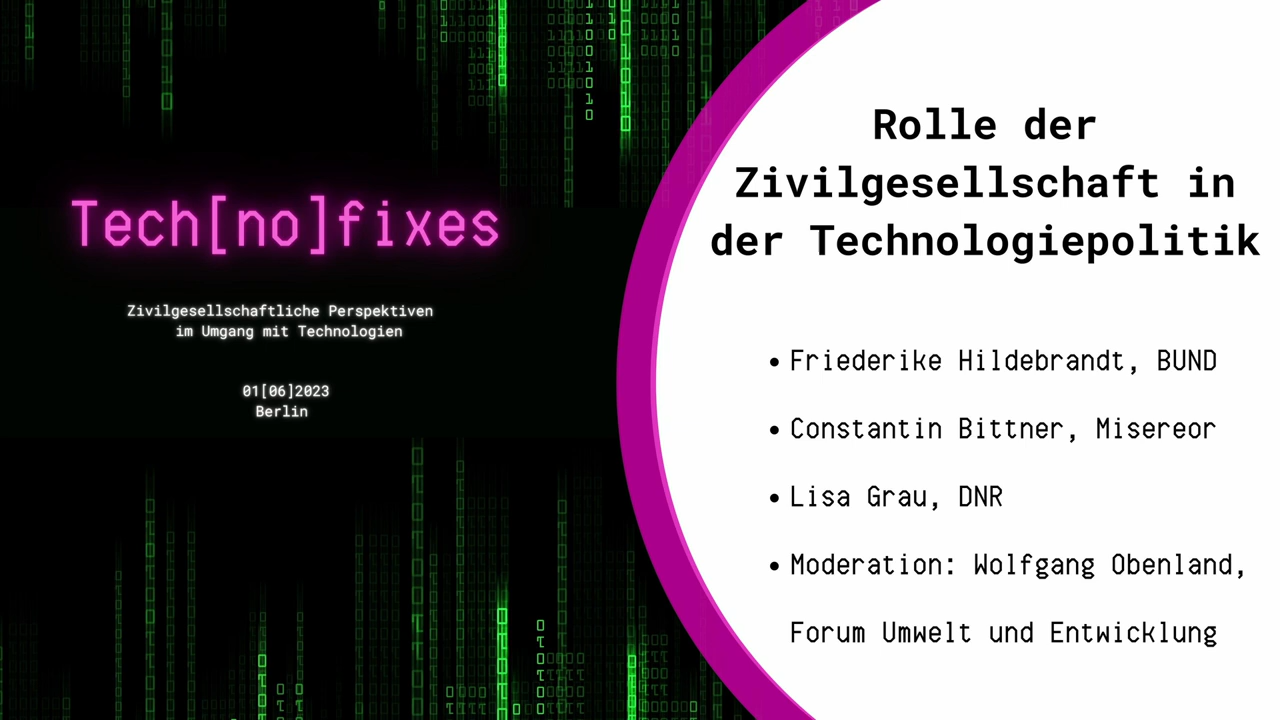 Tech[no]fixes
Zivilgesellschaftliche Perspektiven
im Umgang mit Technologien
01[06]2023
Berlin
Rolle der
Zivilgesellschaft in
der Technologiepolitik
• Friederike Hildebrandt, BUND
• Constantin Bittner, Misereor
• Lisa Grau, DNR
• Moderation: Wolfgang Obenland,
Forum Umwelt und Entwicklung